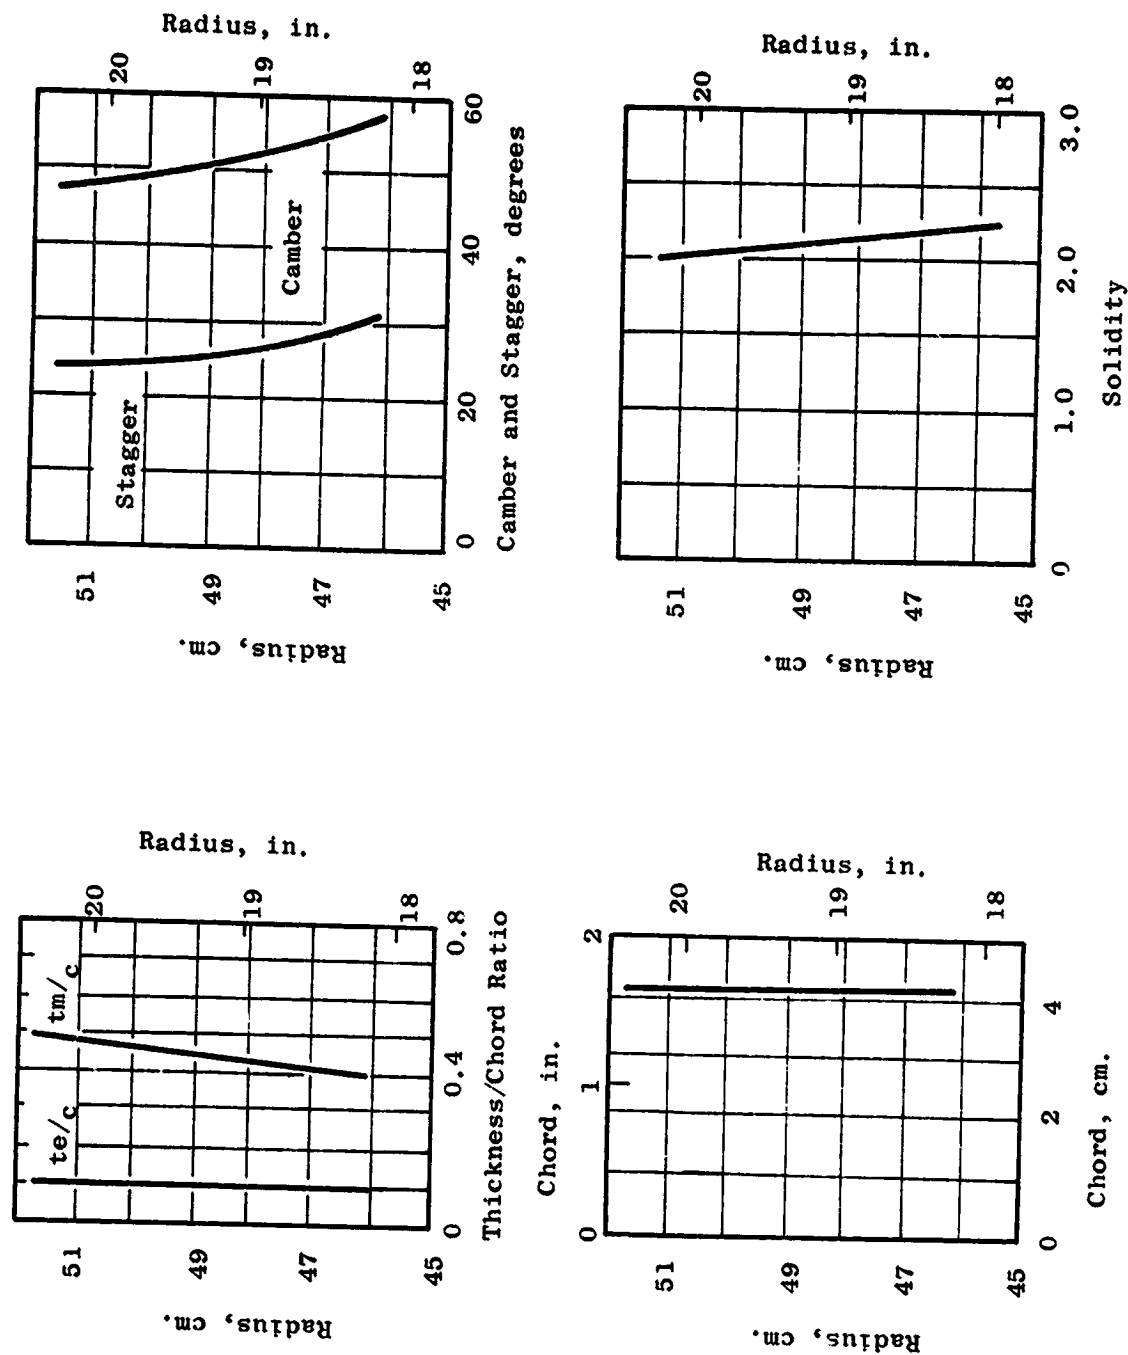 Radius, in.
20
19
18
Stagger
Camber
51
49
47
45
Radius, cm.
0
20
40
60
Camber and Stagger, degrees
Radius, in.
20
19
18
51
49
47
45
Radius, cm.
0
1.0
2.0
3.0
Solidity
Radius, in.
20
19
18
te/c
tm/c
51
49
47
45
Radius, cm.
0
0.4
0.8
Thickness/Chord Ratio
Chord, in.
0
1
2
Radius, in.
20
19
18
51
49
47
45
Radius, cm.
0
2
4
Chord, cm.